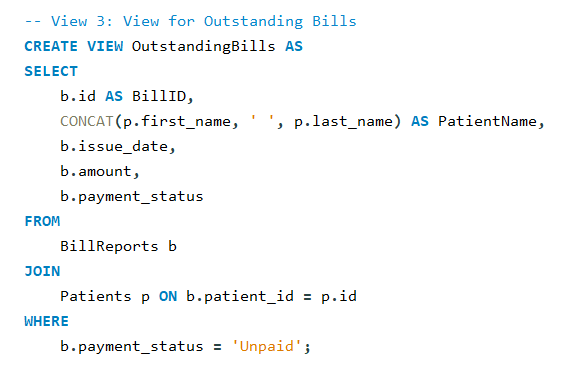 -- View 3: View for Outstanding Bills
CREATE VIEW OutstandingBills AS
SELECT
    b.id AS BillID,
    CONCAT(p.first_name, ' ', p.last_name) AS PatientName,
    b.issue_date,
    b.amount,
    b.payment_status
FROM
    BillReports b
JOIN
    Patients p ON b.patient_id = p.id
WHERE
    b.payment_status = 'Unpaid';